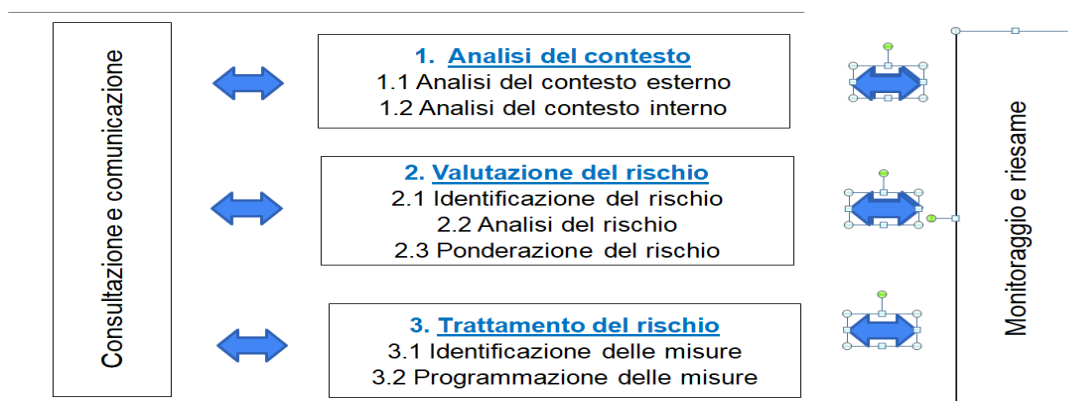 Consultazione e comunicazione
1. Analisi del contesto
1.1 Analisi del contesto esterno
1.2 Analisi del contesto interno
2. Valutazione del rischio
2.1 Identificazione del rischio
2.2 Analisi del rischio
2.3 Ponderazione del rischio
3. Trattamento del rischio
3.1 Identificazione delle misure
3.2 Programmazione delle misure
Monitoraggio e riesame